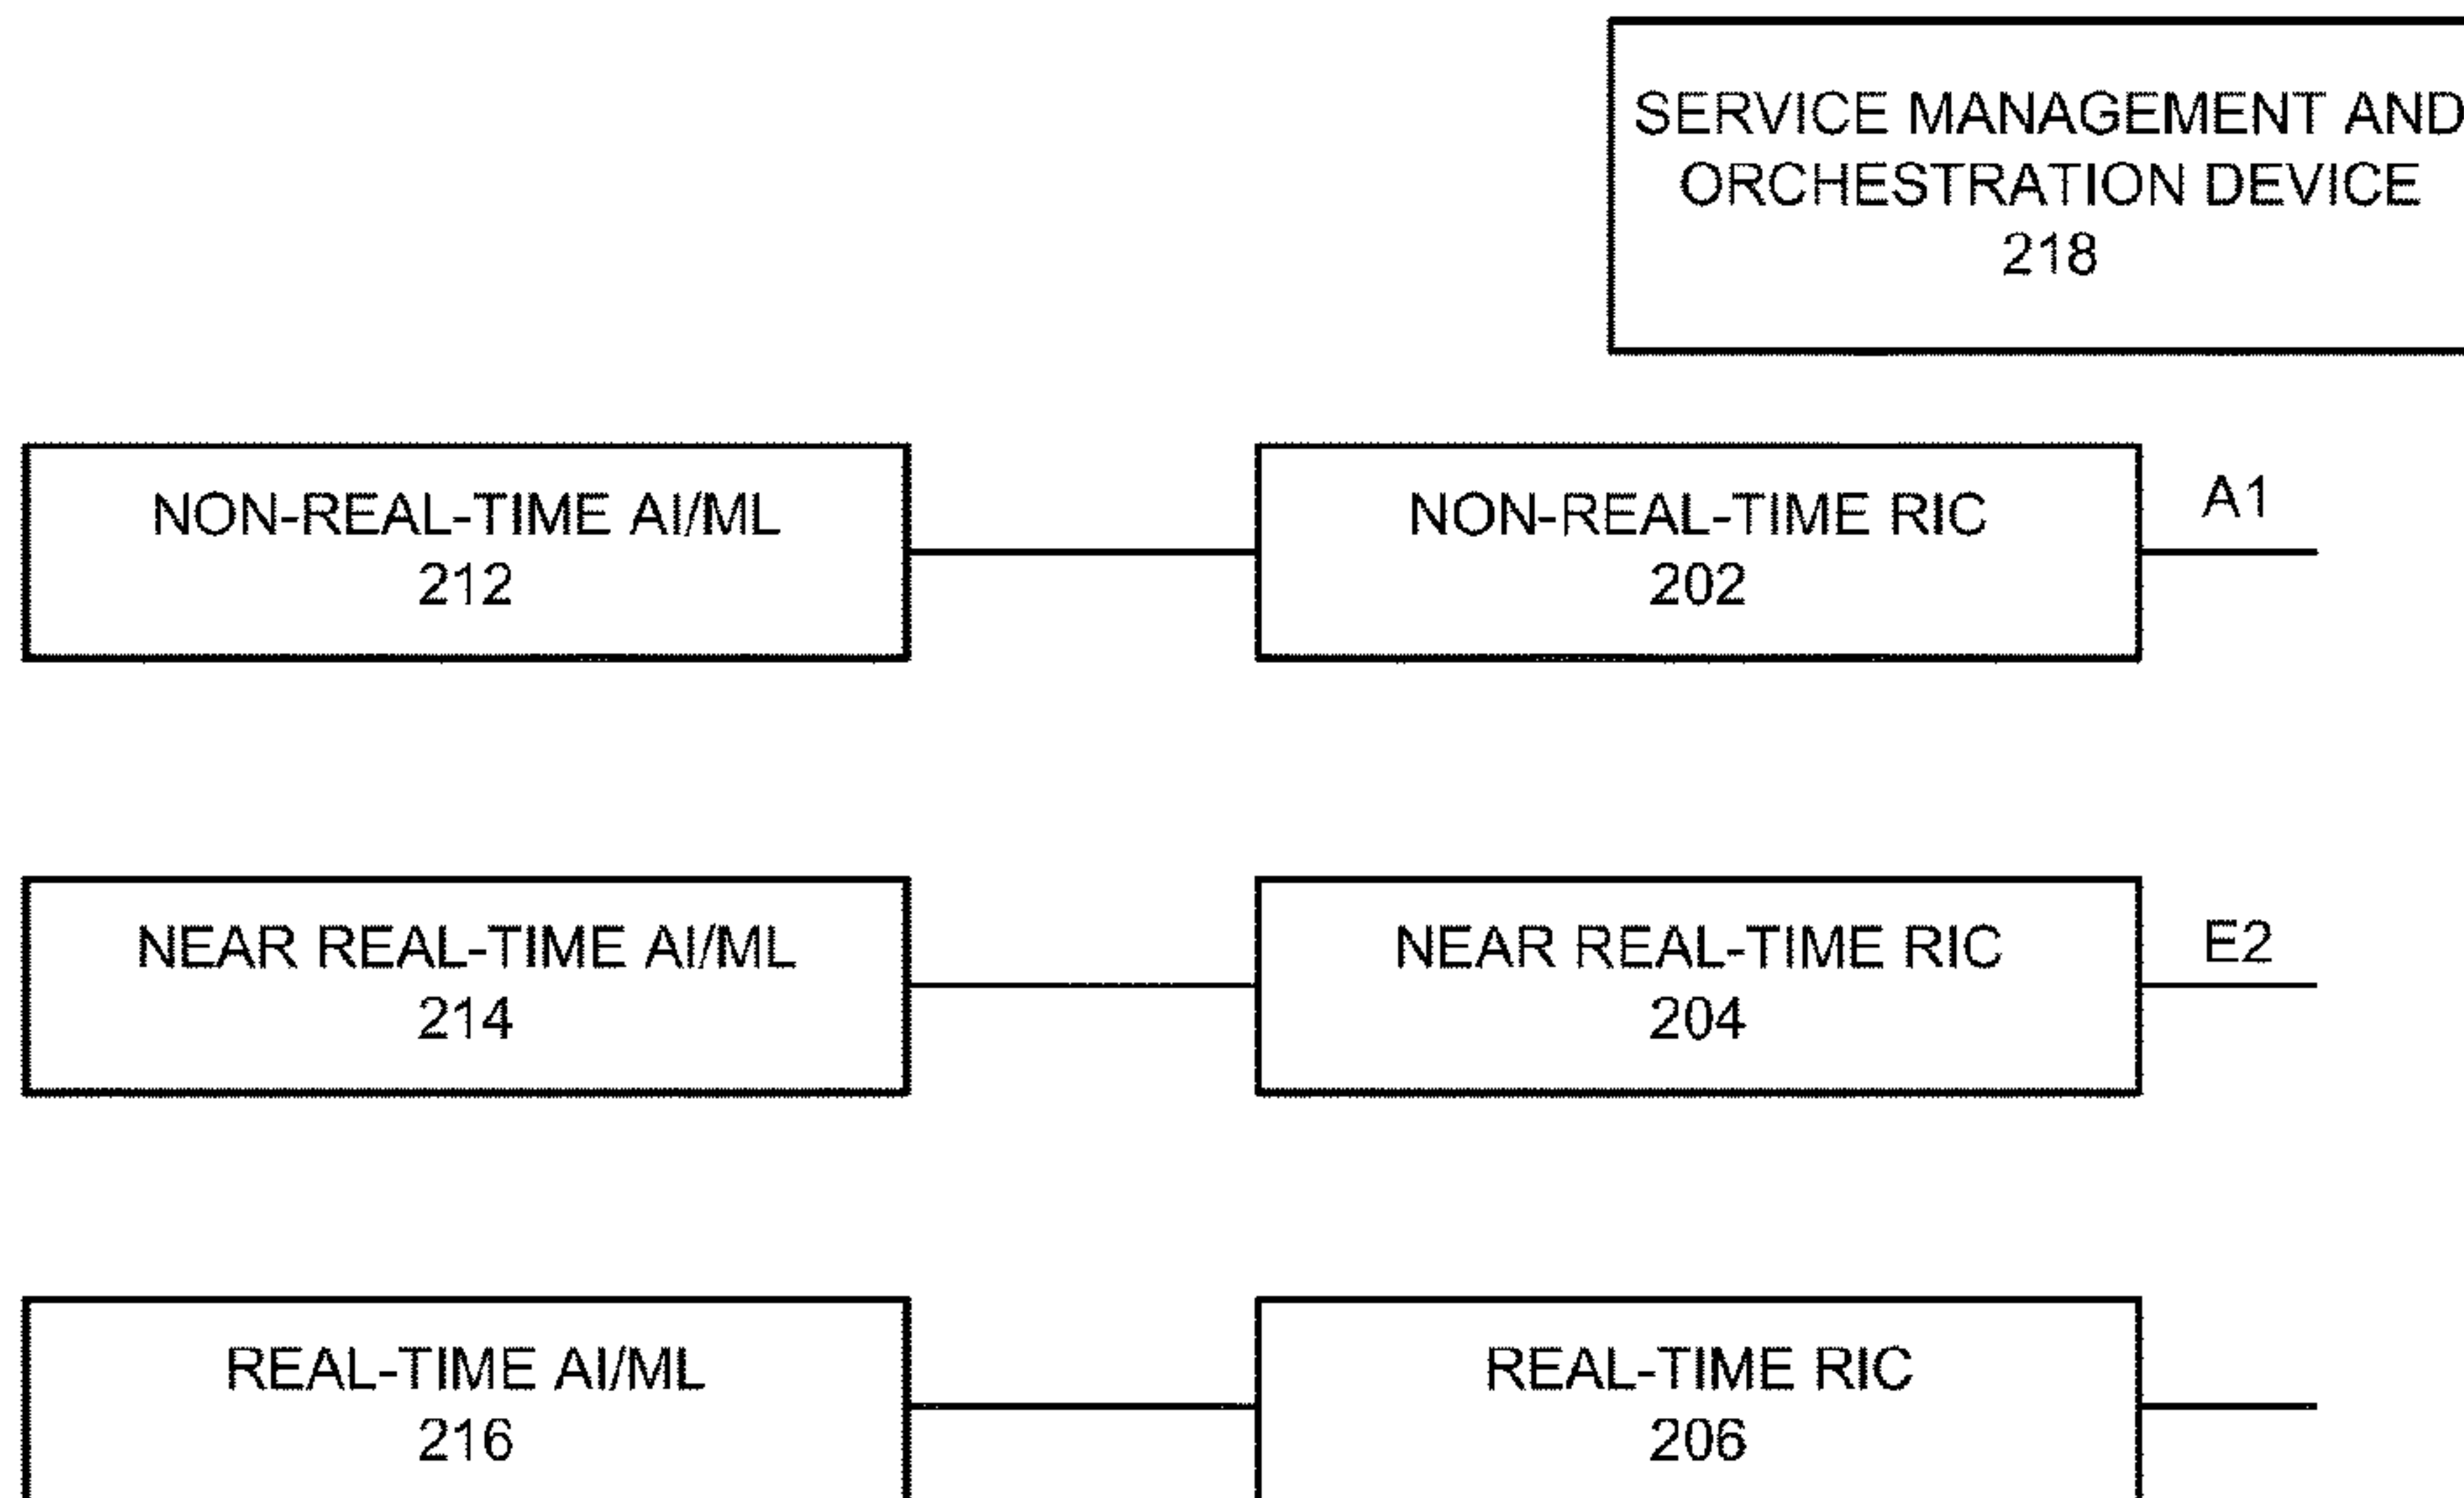 SERVICE MANAGEMENT AND
ORCHESTRATION DEVICE
218
NON-REAL-TIME AI/ML
212
NON-REAL-TIME RIC
202
A1
NEAR REAL-TIME AI/ML
214
NEAR REAL-TIME RIC
204
E2
REAL-TIME AI/ML
216
REAL-TIME RIC
206